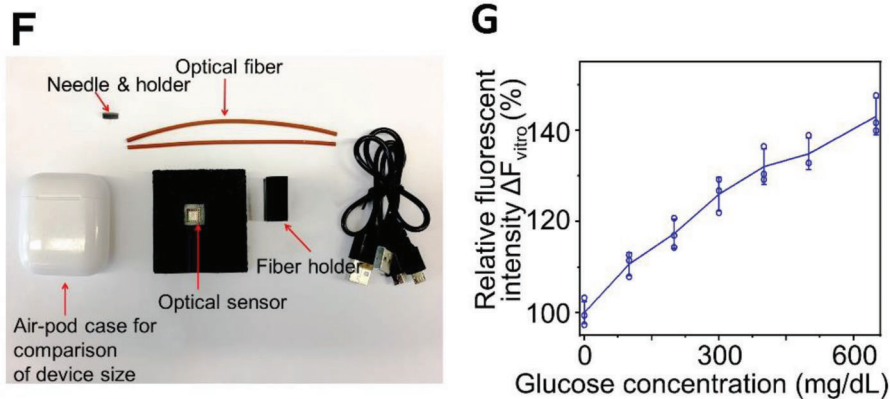 F
Needle & holder
Optical fiber
Fiber holder
Optical sensor
Air-pod case for
comparison
of device size
G
Relative fluorescent
intensity ΔFvitro(%)
140
120
100
0
300
600
Glucose concentration (mg/dL)